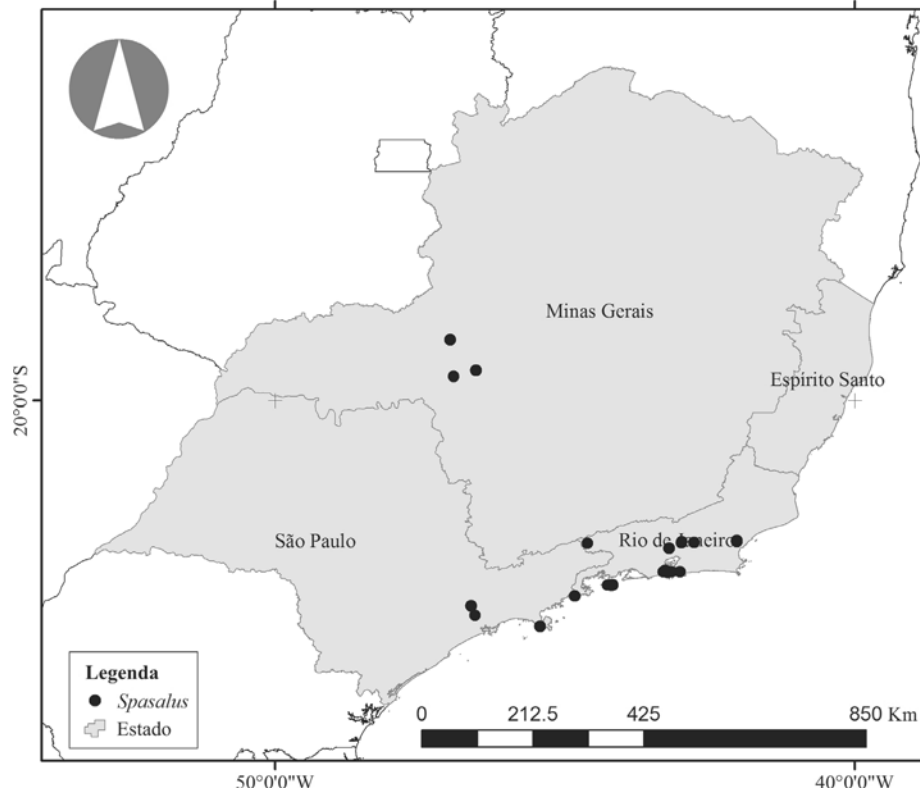 Minas Gerais
Espírito Santo
20°0'0"S
São Paulo
Rio de Janeiro
Legenda
Spasalus
Estado
0 212.5 425 850 Km
50°0'0"W 40°0'0"W